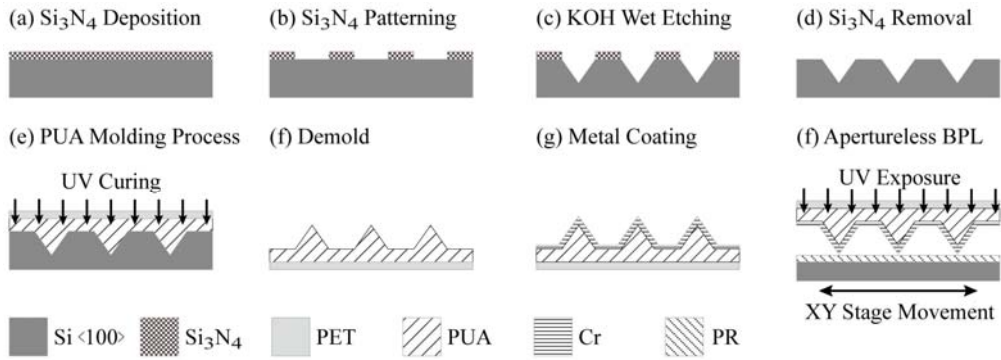 (a) Si3N4 Deposition
(b) Si3N4 Patterning
(c) KOH Wet Etching
(d) Si3N4 Removal
(e) PUA Molding Process
(f) Demold
(g) Metal Coating
(f) Apertureless BPL
UV Curing
UV Exposure
XY Stage Movement
Si <100>
Si3N4
PET
PUA
Cr
PR